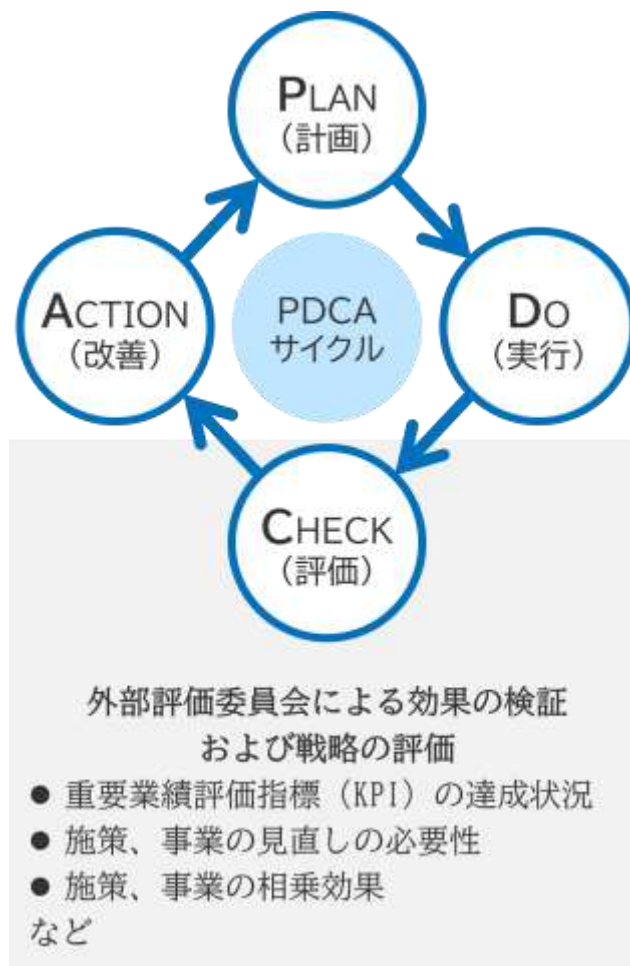 PLAN
(計画)
ACTION
(改善)
PDCA
サイクル
DO
(実行)
CHECK
(評価)
外部評価委員会による効果の検証
および戦略の評価
● 重要業績評価指標（KPI）の達成状況
● 施策、事業の見直しの必要性
● 施策、事業の相乗効果
など